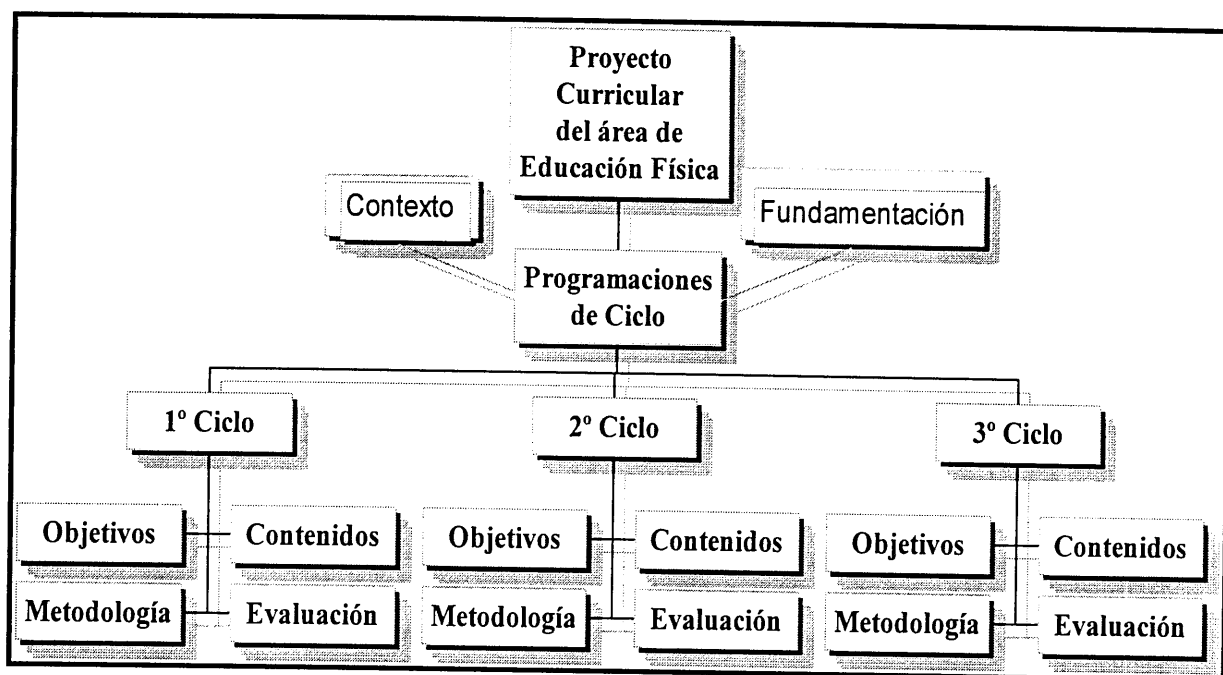 Proyecto
Curricular
del área de
Educación Física
Contexto
Fundamentación
Programaciones
de Ciclo
1º Ciclo
2º Ciclo
3º Ciclo
Objetivos
Contenidos
Objetivos
Contenidos
Objetivos
Contenidos
Metodología
Evaluación
Metodología
Evaluación
Metodología
Evaluación